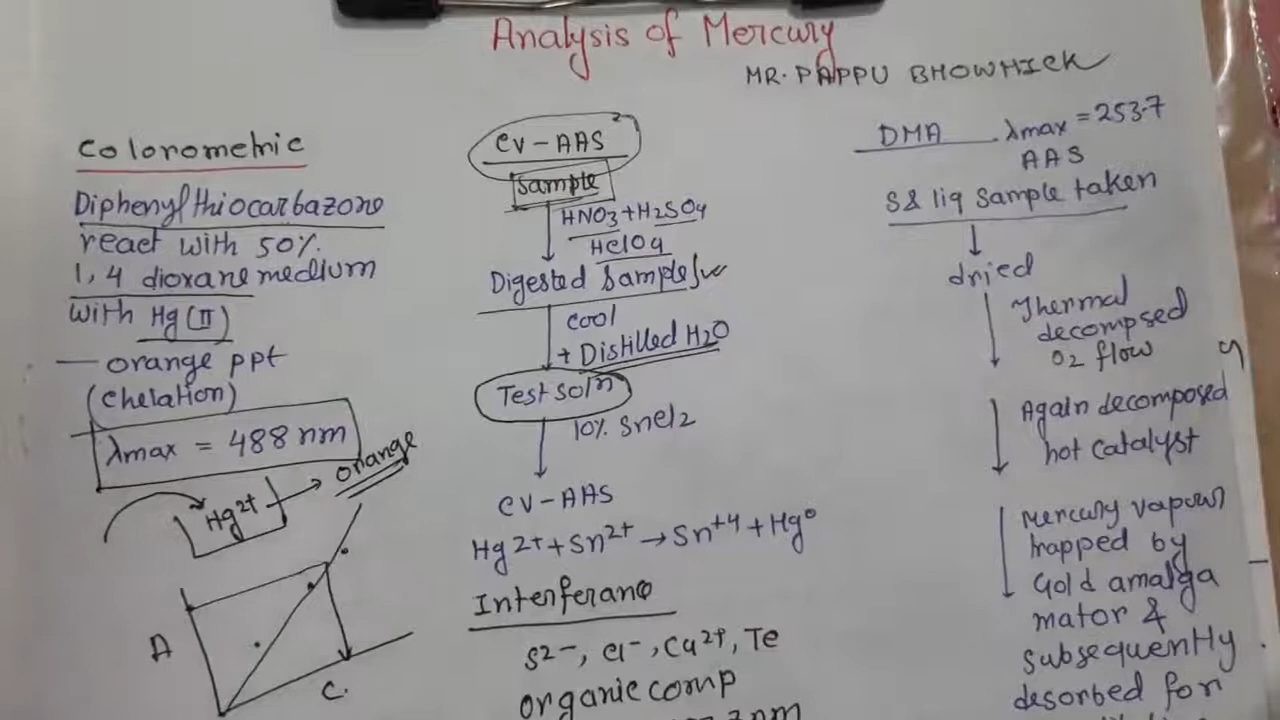 Analysis of Mercury
MR. PAPPU BHOWMICK
Colorometric
Diphenylthiocarbazone
react with 50%.
1, 4 dioxane medium
with Hg(II)
— orange ppt
(Chelation)
λmax = 488 nm
Hg2+ → orange
A
C.
CV-AAS
Sample
HNO3+H2SO4
HClO4
Digested Sample
cool
+ Distilled H2O
Test soln
10% SnCl2
CV-AAS
Hg2+ + Sn2+ → Sn+4 + Hg°
S2-, Cl-, Cu2+, Te
organic comp
nm
DMA λmax = 253.7
AAS
S & liq Sample taken
dried
Thermal
decompsed
O2 flow
Again decomposed
hot catalyst
Mercury vapour
trapped by
Gold amalga
mator &
subsequently
desorbed for